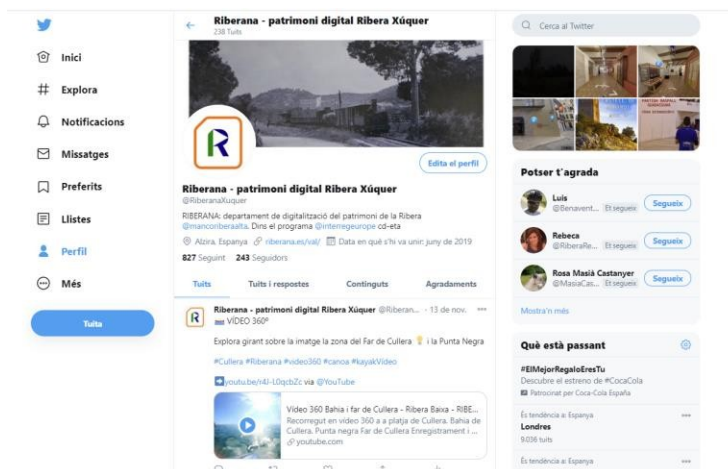 Inici
Explora
Notificacions
Missatges
Preferits
Llistes
Perfil
Més
Tuita
Riberana - patrimoni digital Ribera Xúquer
238 Tuits
Edita el perfil
Riberana - patrimoni digital Ribera Xúquer
@RiberanaXuquer
RIBERANA: departament de digitalització del patrimoni de la Ribera
@mancoriberaalta. Dins el programa @interregeurope cd-eta
Alzira, Espanya riberana.es/val/ Data en què s'hi va unir: juny de 2019
827 Seguint 243 Seguidors
Tuits Tuits i respostes Continguts Agradaments
Riberana - patrimoni digital Ribera Xúquer @Riberan... · 13 de nov.
VÍDEO 360º
Explora girant sobre la imatge la zona del Far de Cullera i la Punta Negra
#Cullera #Riberana #video360 #canoa #kayakVideo
youtu.be/r4J-L0qcbZc via @YouTube
Vídeo 360 Bahia i far de Cullera - Ribera Baixa - RIBE...
Recorregut en vídeo 360 a a platja de Cullera. Bahia de
Cullera. Punta negra Far de Cullera Enregistrament i ...
youtube.com
Cerca al Twitter
Potser t'agrada
Luis
@Benavent... Et segueix
Segueix
Rebeca
@RiberaRe... Et segueix
Segueix
Rosa Masiá Castanyer
@MasiaCas... Et segueix
Segueix
Mostra'n més
Què está passant
#ElMejorRegaloEresTu
Descubre el estreno de #CocaCola
Patrocinat per Coca-Cola España
És tendència a: Espanya
Londres
9.036 tuits
És tendència a: Espanya